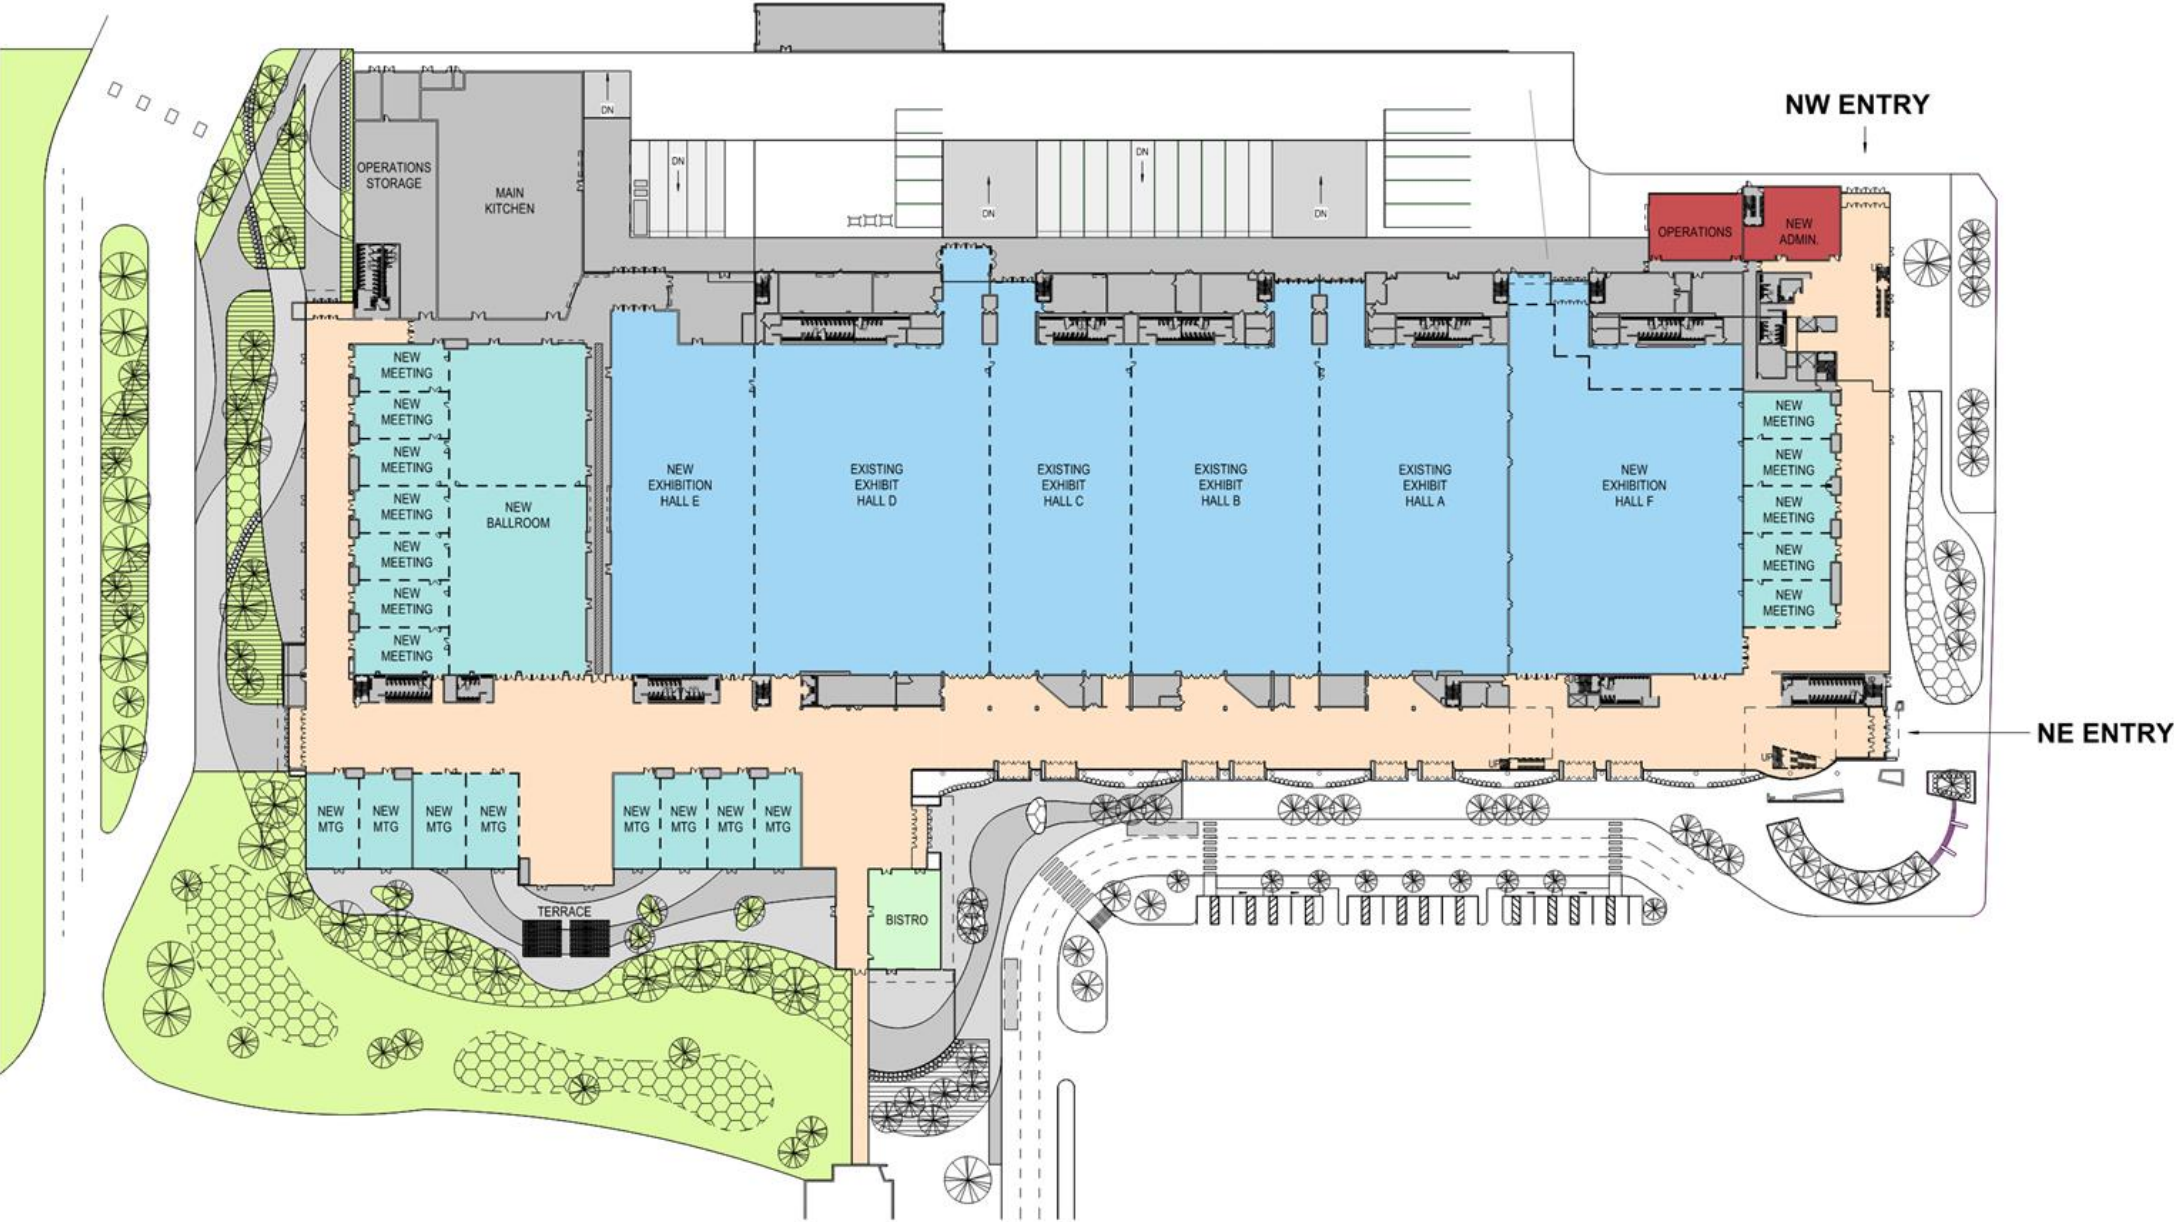 NW ENTRY
DN
OPERATIONS
STORAGE
MAIN
KITCHEN
DN
DN
DN
DN
OPERATIONS
NEW
ADMIN.
NEW
MEETING
NEW
MEETING
NEW
MEETING
NEW
MEETING
NEW
MEETING
NEW
MEETING
NEW
MEETING
NEW
BALLROOM
NEW
EXHIBITION
HALL E
EXISTING
EXHIBIT
HALL D
EXISTING
EXHIBIT
HALL C
EXISTING
EXHIBIT
HALL B
EXISTING
EXHIBIT
HALL A
NEW
EXHIBITION
HALL F
NEW
MEETING
NEW
MEETING
NEW
MEETING
NEW
MEETING
NEW
MEETING
NE ENTRY
UP
UP
NEW
MTG
NEW
MTG
NEW
MTG
NEW
MTG
NEW
MTG
NEW
MTG
NEW
MTG
NEW
MTG
TERRACE
BISTRO